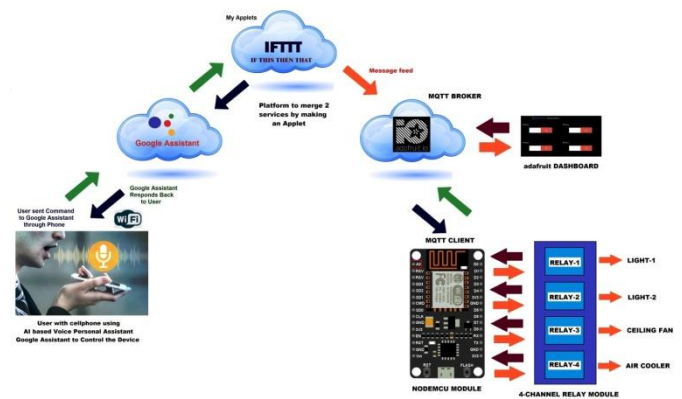 My Applets
IFTTT
IF THIS THEN THAT
Message feed
Platform to merge 2
services by making
an Applet
MQTT BROKER
adafruit.io
adafruit DASHBOARD
Google Assistant
Google Assistant
Responds Back
to User
User sent Command
to Google Assistant
through Phone
Wi Fi
User with cellphone using
AI based Voice Personal Assistant
Google Assistant to Control the Device
MQTT CLIENT
RELAY-1
LIGHT-1
RELAY-2
LIGHT-2
RELAY-3
CEILING FAN
RELAY-4
AIR COOLER
RST
FLASH
NODEMCU MODULE
4-CHANNEL RELAY MODULE